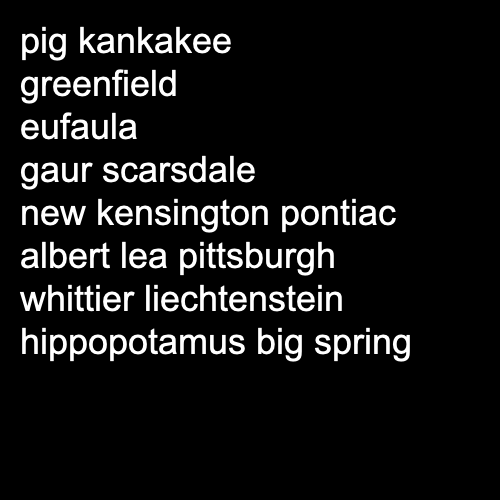 pig kankakee
greenfield
eufaula
gaur scarsdale
new kensington pontiac
albert lea pittsburgh
whittier liechtenstein
hippopotamus big spring